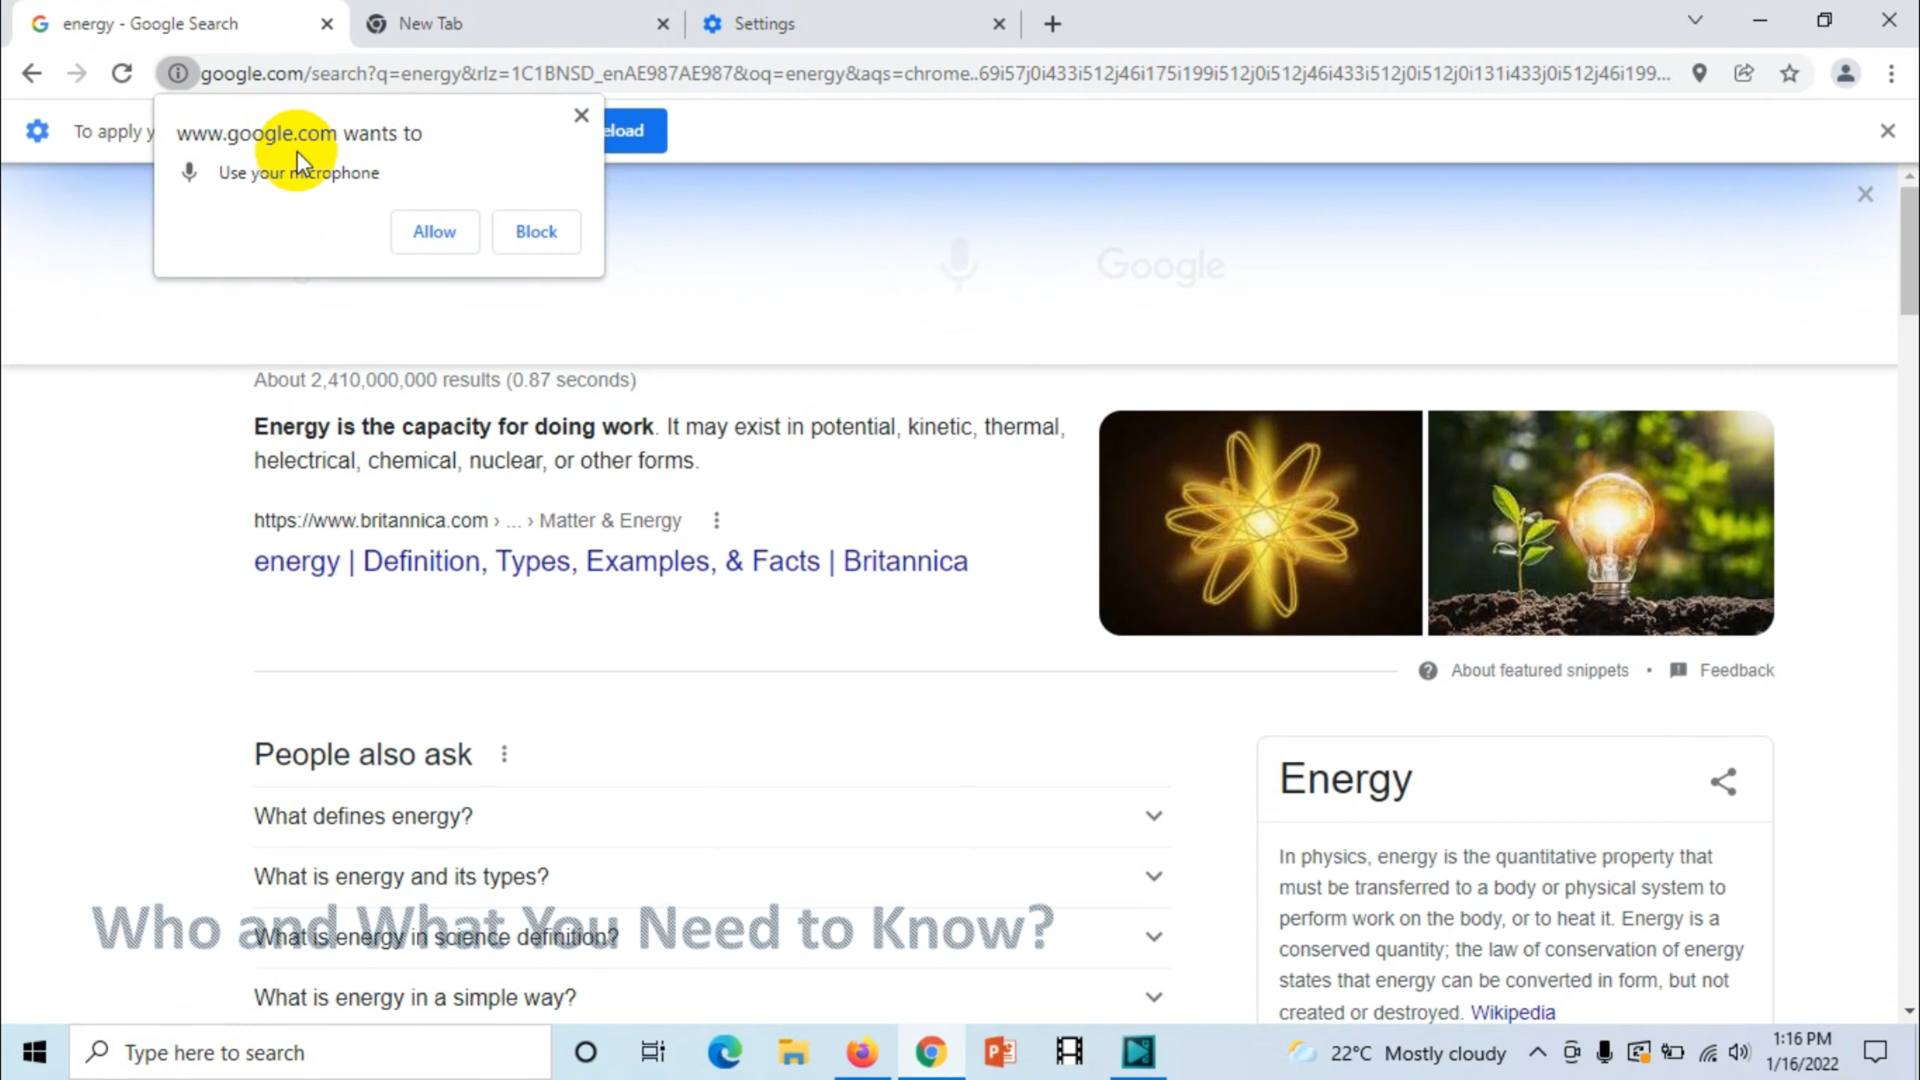 energy - Google Search
New Tab
Settings
google.com/search?q=energy&rlz=1C1BNSD_enAE987AE987&oq=energy&aqs=chrome..69i57j0i433i512j46i175i199i512j0i512j46i433i512j0i512j0i131i433j0i512j46i199...
To apply y
eload
www.google.com wants to
Use your microphone
Allow
Block
Google
About 2,410,000,000 results (0.87 seconds)
Energy is the capacity for doing work. It may exist in potential, kinetic, thermal,
helectrical, chemical, nuclear, or other forms.
https://www.britannica.com › ... › Matter & Energy
energy | Definition, Types, Examples, & Facts | Britannica
About featured snippets • Feedback
People also ask
What defines energy?
What is energy and its types?
What is energy in science definition?
What is energy in a simple way?
Who and What You Need to Know?
Energy
In physics, energy is the quantitative property that
must be transferred to a body or physical system to
perform work on the body, or to heat it. Energy is a
conserved quantity; the law of conservation of energy
states that energy can be converted in form, but not
created or destroyed. Wikipedia
Type here to search
22°C Mostly cloudy
1:16 PM
1/16/2022